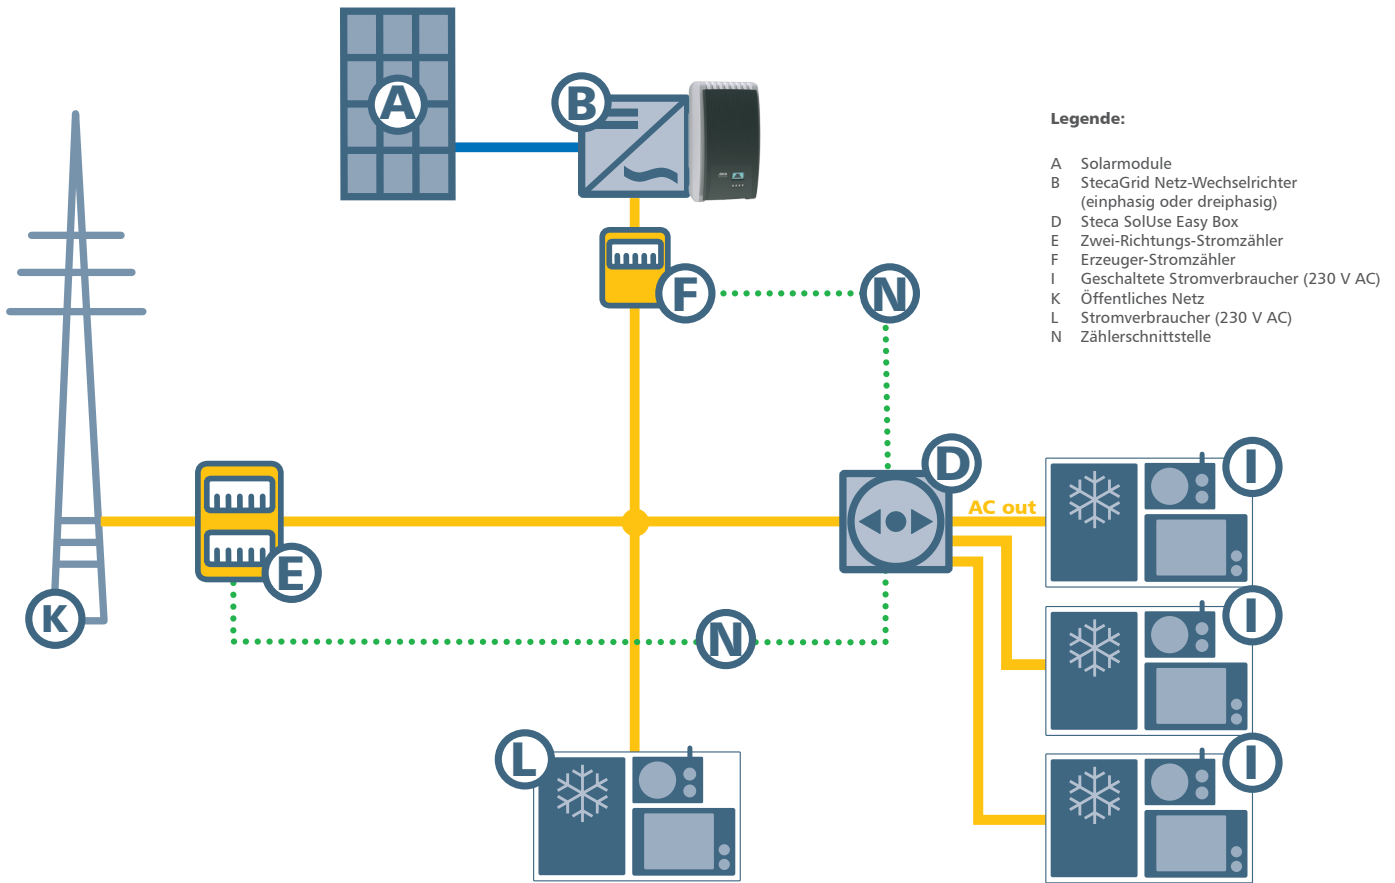 A
B
Legende:
A Solarmodule
B StecaGrid Netz-Wechselrichter
(einphasig oder dreiphasig)
D Steca SolUse Easy Box
E Zwei-Richtungs-Stromzähler
F Erzeuger-Stromzähler
I Geschaltete Stromverbraucher (230 V AC)
K Öffentliches Netz
L Stromverbraucher (230 V AC)
N Zählerschnittstelle
F
N
D
I
AC out
E
K
N
I
L
I